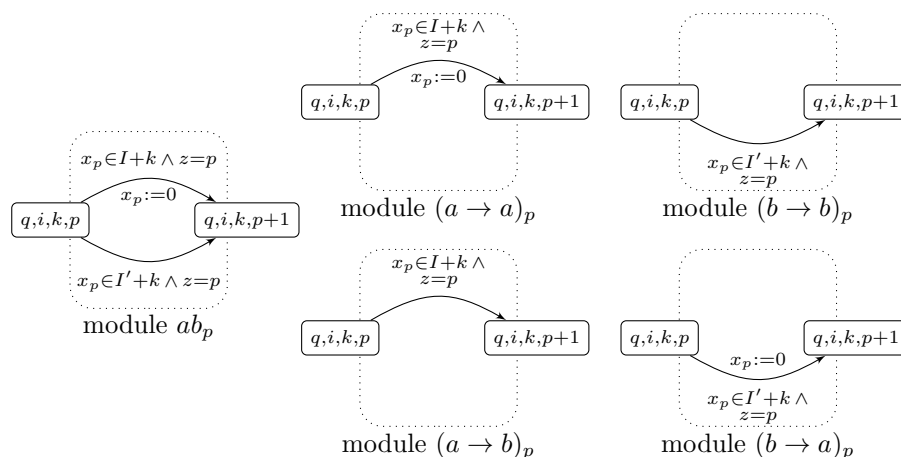 x_p∈I+k ∧ z=p
x_p:=0
q,i,k,p
q,i,k,p+1
x_p∈I'+k ∧ z=p
module ab_p
x_p∈I+k ∧
z=p
x_p:=0
q,i,k,p
q,i,k,p+1
module (a → a)_p
q,i,k,p
q,i,k,p+1
x_p∈I'+k ∧
z=p
module (b → b)_p
x_p∈I+k ∧
z=p
q,i,k,p
q,i,k,p+1
module (a → b)_p
q,i,k,p
q,i,k,p+1
x_p:=0
x_p∈I'+k ∧
z=p
module (b → a)_p